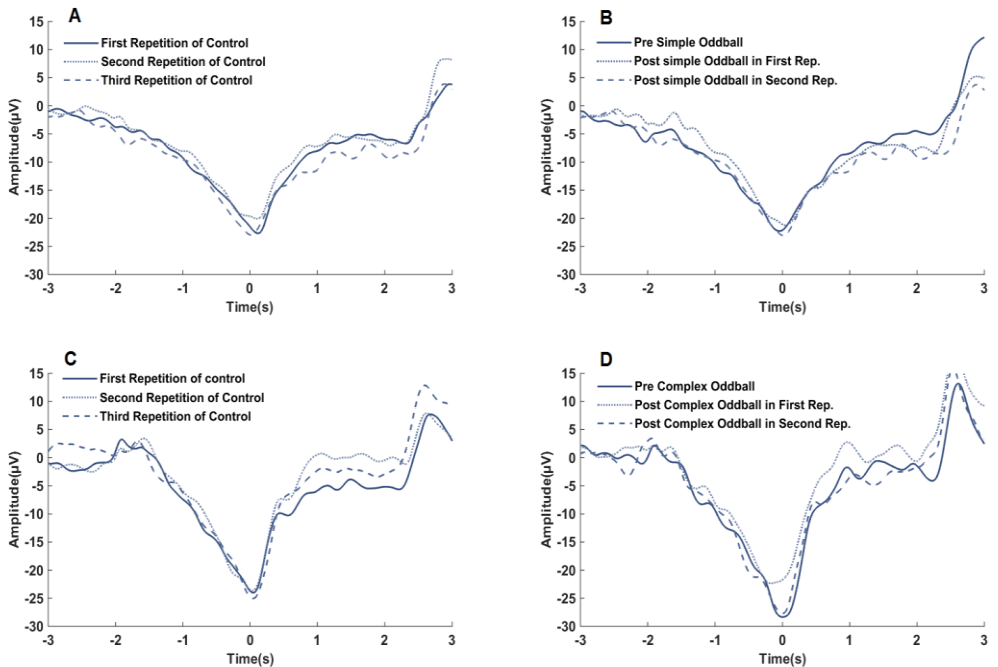 A
First Repetition of Control
Second Repetition of Control
Third Repetition of Control
Amplitude(µV)
15
10
5
0
-5
-10
-15
-20
-25
-30
-3
-2
-1
0
1
2
3
Time(s)
B
Pre Simple Oddball
Post simple Oddball in First Rep.
Post simple Oddball in Second Rep.
Amplitude(µV)
15
10
5
0
-5
-10
-15
-20
-25
-30
-3
-2
-1
0
1
2
3
Time(s)
C
First Repetition of control
Second Repetition of Control
Third Repetition of Control
Amplitude(µV)
15
10
5
0
-5
-10
-15
-20
-25
-30
-3
-2
-1
0
1
2
3
Time(s)
D
Pre Complex Oddball
Post Complex Oddball in First Rep.
Post Complex Oddball in Second Rep.
Amplitude(µV)
15
10
5
0
-5
-10
-15
-20
-25
-30
-3
-2
-1
0
1
2
3
Time(s)